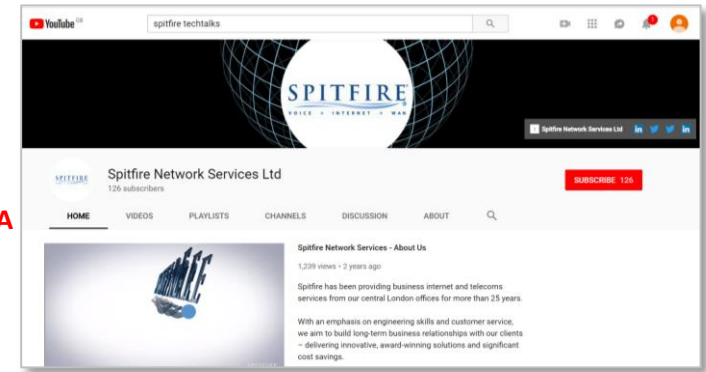 YouTube GB
spitfire techtalks
1
SPITFIRE
VOICE + INTERNET + WAN
Spitfire Network Services Ltd
SPITFIRE
Spitfire Network Services Ltd
126 subscribers
SUBSCRIBE 126
A
HOME VIDEOS PLAYLISTS CHANNELS DISCUSSION ABOUT
Spitfire Network Services - About Us
1,239 views • 2 years ago
Spitfire has been providing business internet and telecoms
services from our central London offices for more than 25 years.
With an emphasis on engineering skills and customer service,
we aim to build long-term business relationships with our clients
– delivering innovative, award-winning solutions and significant
cost savings.